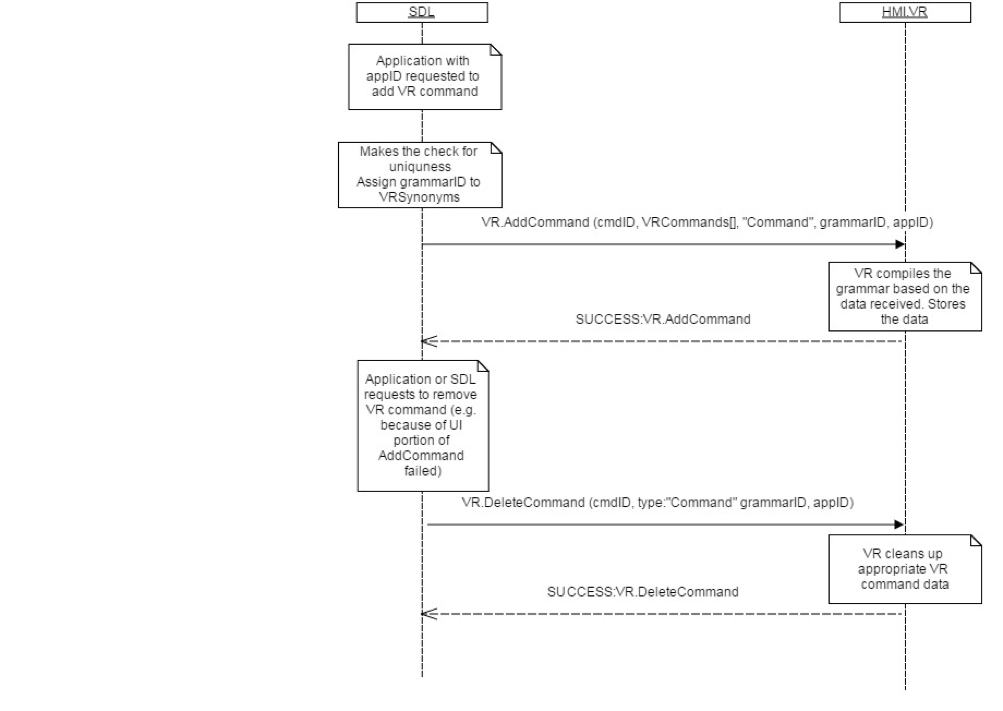 SDL
HMI.VR
Application with
appID requested to
add VR command
Makes the check for
uniquness
Assign grammarID to
VRSynonyms
VR.AddCommand (cmdID, VRCommands[], "Command", grammarID, appID)
VR compiles the
grammar based on the
data received. Stores
the data
SUCCESS:VR.AddCommand
Application or SDL
requests to remove
VR command (e.g.
because of UI
portion of
AddCommand
failed)
VR.DeleteCommand (cmdID, type:"Command" grammarID, appID)
VR cleans up
appropriate VR
command data
SUCCESS:VR.DeleteCommand